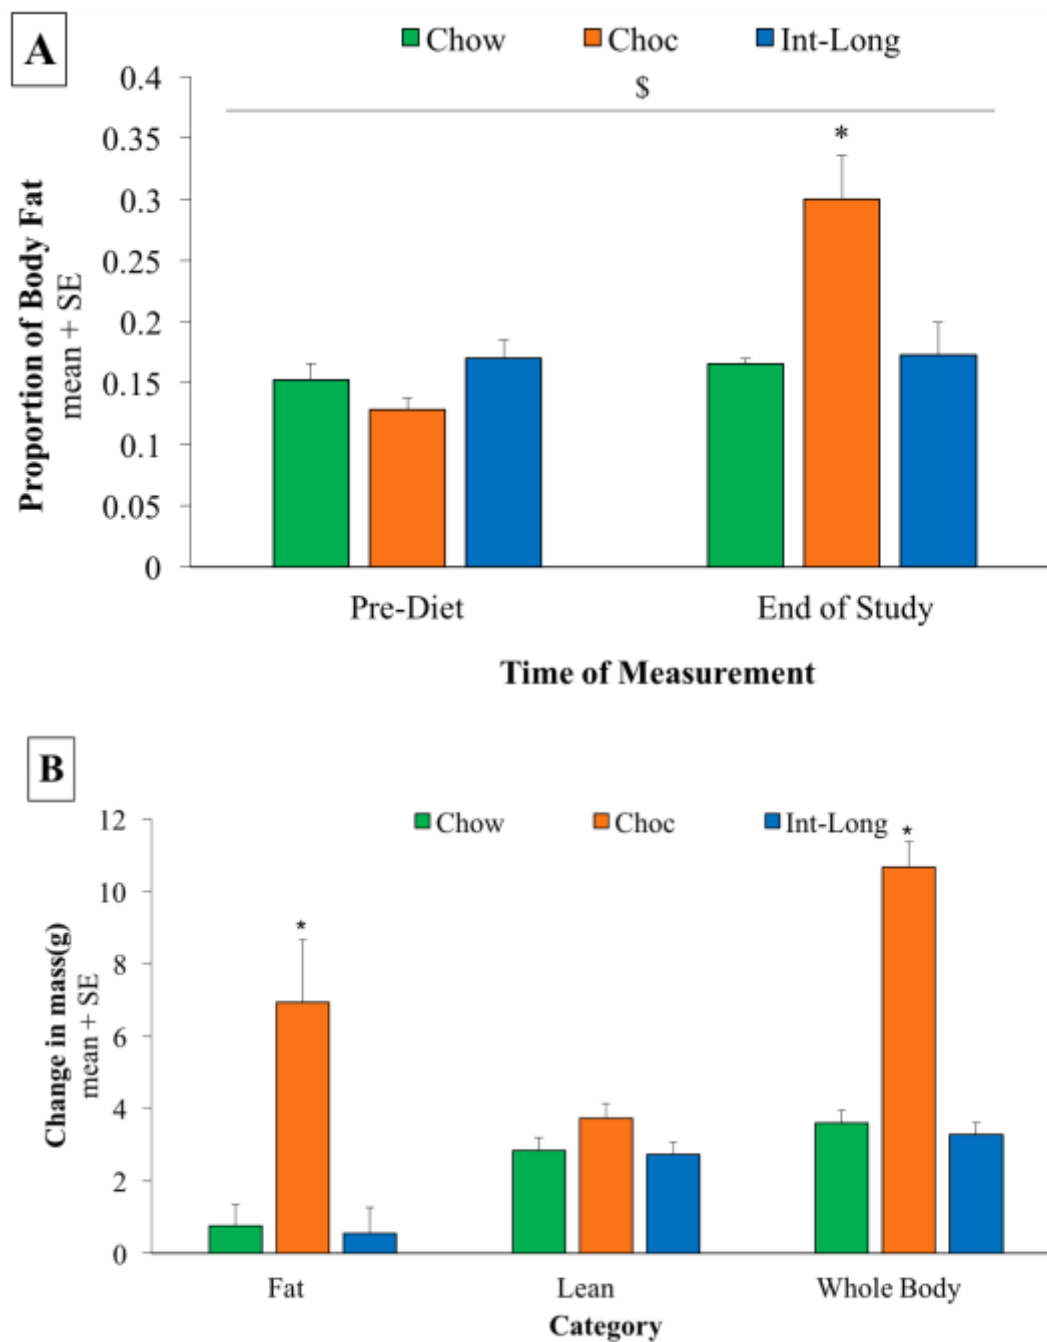 A
Chow Choc Int-Long
$
*
0.4
0.35
0.3
0.25
0.2
0.15
0.1
0.05
0
Proportion of Body Fat
mean + SE
Pre-Diet End of Study
Time of Measurement
B
Chow Choc Int-Long
*
*
12
10
8
6
4
2
0
Change in mass(g)
mean + SE
Fat Lean Whole Body
Category